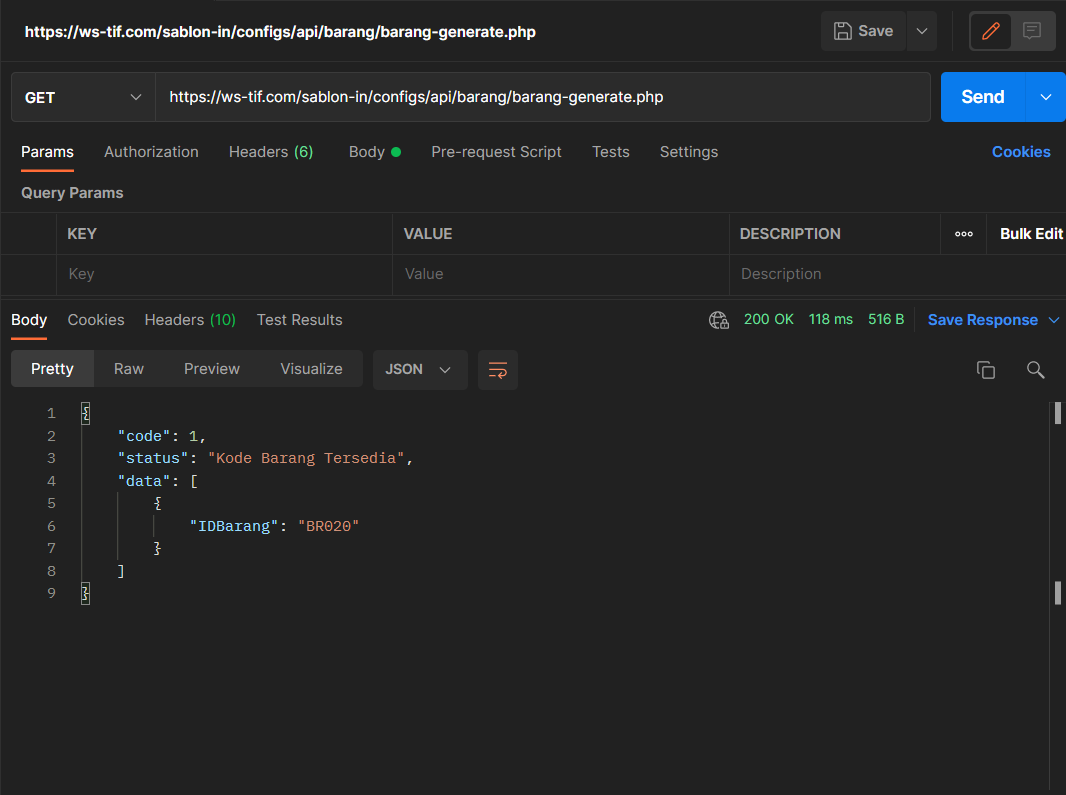 https://ws-tif.com/sablon-in/configs/api/barang/barang-generate.php
Save
GET
https://ws-tif.com/sablon-in/configs/api/barang/barang-generate.php
Send
Params Authorization Headers (6) Body Pre-request Script Tests Settings Cookies
Query Params
KEY VALUE DESCRIPTION Bulk Edit
Key Value Description
Body Cookies Headers (10) Test Results 200 OK 118 ms 516 B Save Response
Pretty Raw Preview Visualize JSON
1 {
2 "code": 1,
3 "status": "Kode Barang Tersedia",
4 "data": [
5 {
6 "IDBarang": "BR020"
7 }
8 ]
9 }